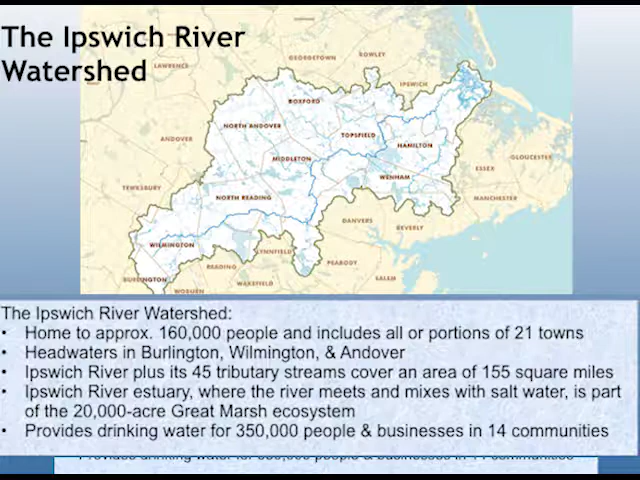 The Ipswich River
Watershed
LAWRENCE
GEORGETOWN
ROWLEY
IPSWICH
BOXFORD
NORTH ANDOVER
TOPSFIELD
ANDOVER
HAMILTON
MIDDLETON
GLOUCESTER
ESSEX
WENHAM
TEWKSBURY
NORTH READING
MANCHESTER
DANVERS
BEVERLY
WILMINGTON
LYNNFIELD
PEABODY
READING
SALEM
BURLINGTON
WAKEFIELD
WOBURN
The Ipswich River Watershed:
• Home to approx. 160,000 people and includes all or portions of 21 towns
• Headwaters in Burlington, Wilmington, & Andover
• Ipswich River plus its 45 tributary streams cover an area of 155 square miles
• Ipswich River estuary, where the river meets and mixes with salt water, is part
of the 20,000-acre Great Marsh ecosystem
• Provides drinking water for 350,000 people & businesses in 14 communities